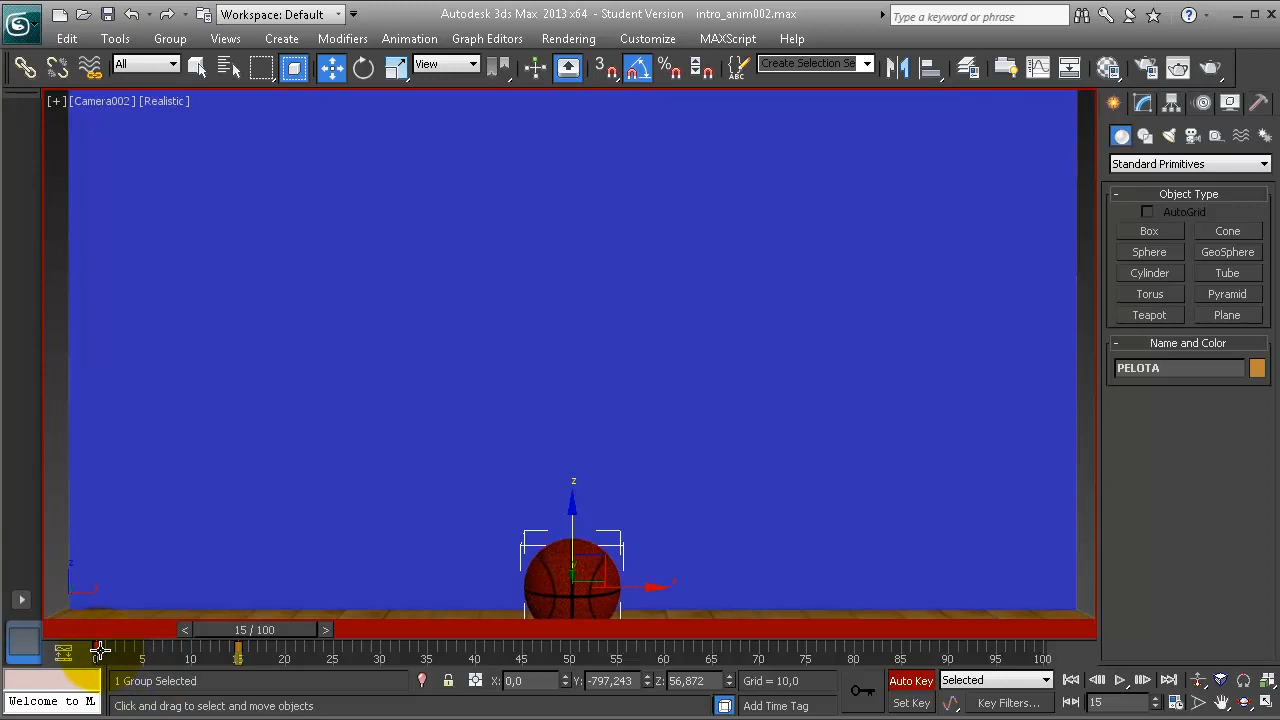 Workspace: Default
Autodesk 3ds Max 2013 x64 - Student Version intro_anim002.max
Type a keyword or phrase
Edit Tools Group Views Create Modifiers Animation Graph Editors Rendering Customize MAXScript Help
All View 3 Create Selection Se
[+] [Camera002] [Realistic]
Standard Primitives
- Object Type
AutoGrid
Box Cone
Sphere GeoSphere
Cylinder Tube
Torus Pyramid
Teapot Plane
- Name and Color
PELOTA
z
x
z
x
< 15 / 100 >
0 5 10 15 20 25 30 35 40 45 50 55 60 65 70 75 80 85 90 95 100
1 Group Selected X: 0,0 Y: -797,243 Z: 56,872 Grid = 10,0 Auto Key Selected
Welcome to M. Click and drag to select and move objects Add Time Tag Set Key Key Filters... 15